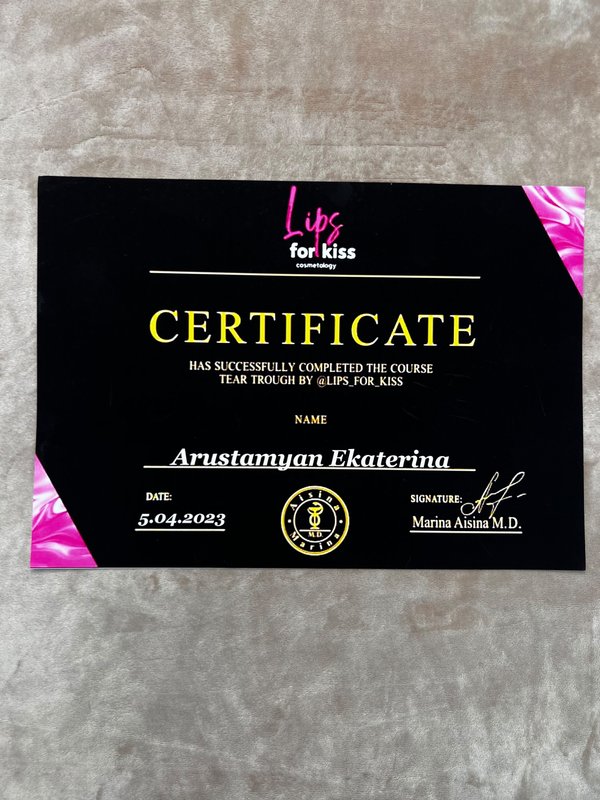 Lips
for kiss
cosmetology
CERTIFICATE
HAS SUCCESSFULLY COMPLETED THE COURSE
TEAR TROUGH BY @LIPS_FOR_KISS
NAME
Arustamyan Ekaterina
DATE:
5.04.2023
Aisina
M.D.
Marina
SIGNATURE:
Marina Aisina M.D.